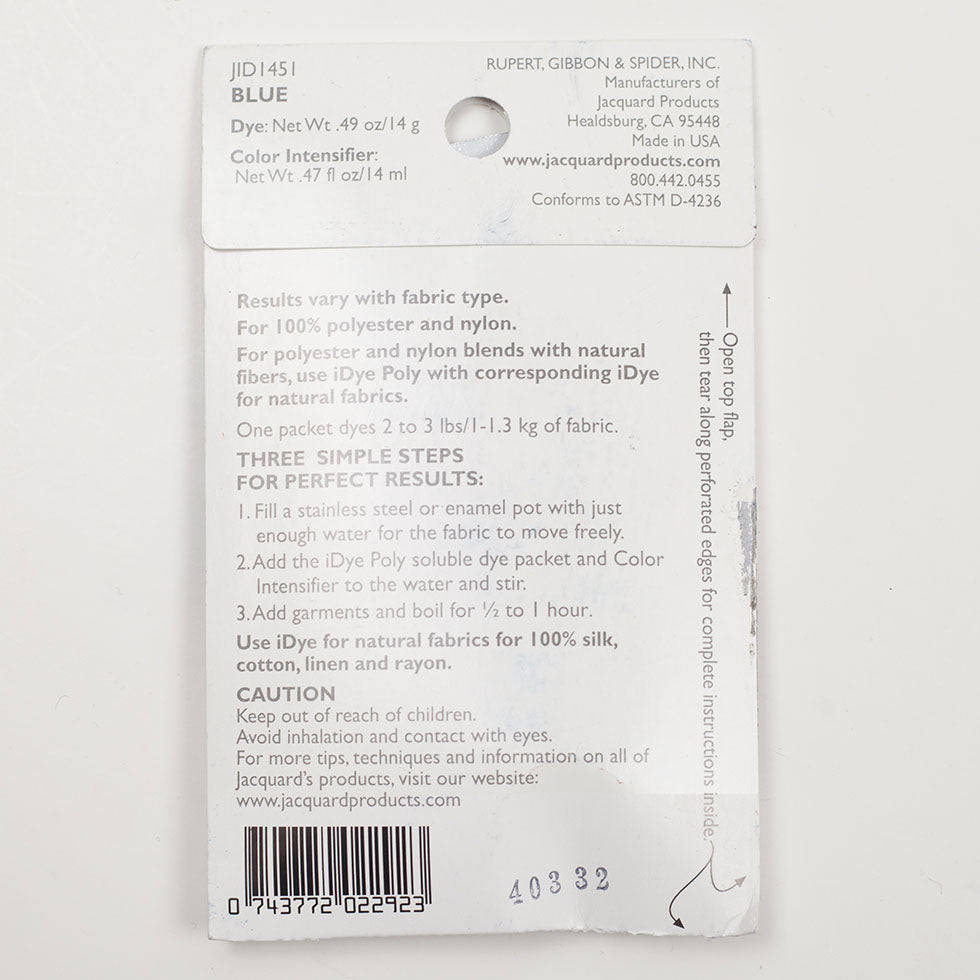 JID1451
BLUE
Dye: Net Wt .49 oz/14 g
Color Intensifier:
Net Wt .47 fl oz/14 ml
RUPERT, GIBBON & SPIDER, INC.
Manufacturers of
Jacquard Products
Healdsburg, CA 95448
Made in USA
www.jacquardproducts.com
800.442.0455
Conforms to ASTM D-4236
Results vary with fabric type.
For 100% polyester and nylon.
For polyester and nylon blends with natural
fibers, use iDye Poly with corresponding iDye
for natural fabrics.
One packet dyes 2 to 3 lbs/1-1.3 kg of fabric.
THREE SIMPLE STEPS
FOR PERFECT RESULTS:
1. Fill a stainless steel or enamel pot with just
enough water for the fabric to move freely.
2. Add the iDye Poly soluble dye packet and Color
Intensifier to the water and stir.
3. Add garments and boil for ½ to 1 hour.
Use iDye for natural fabrics for 100% silk,
cotton, linen and rayon.
CAUTION
Keep out of reach of children.
Avoid inhalation and contact with eyes.
For more tips, techniques and information on all of
Jacquard's products, visit our website:
www.jacquardproducts.com
Open top flap,
then tear along perforated edges for complete instructions inside.
0 743772 022923
40332